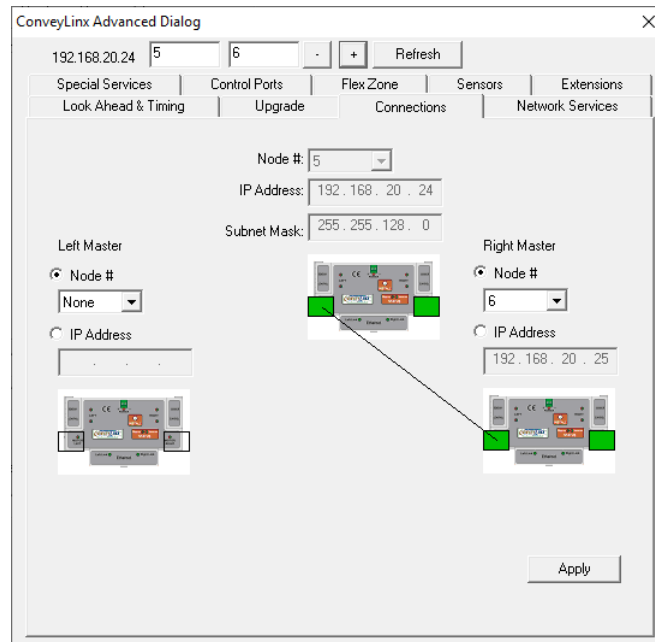 ConveyLinx Advanced Dialog
192.168.20.24 5 6 - + Refresh
Special Services Control Ports Flex Zone Sensors Extensions
Look Ahead & Timing Upgrade Connections Network Services
Node #: 5
IP Address: 192 . 168 . 20 . 24
Subnet Mask: 255 . 255 . 128 . 0
Left Master
Node #
None
IP Address
. . .
Right Master
Node #
6
IP Address
192 . 168 . 20 . 25
Apply